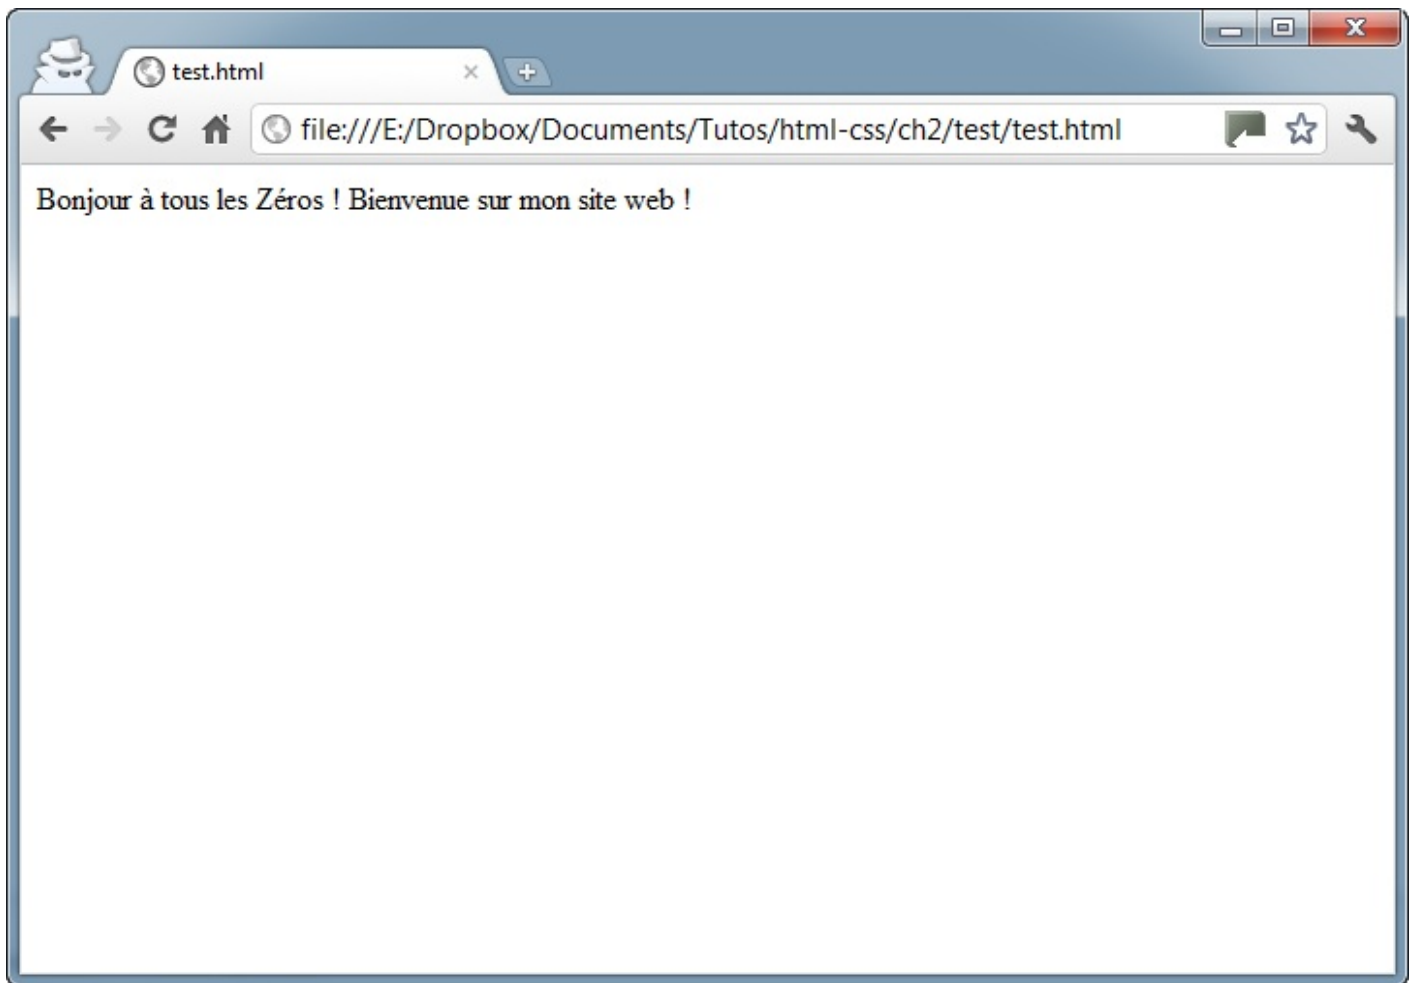 test.html
file:///E:/Dropbox/Documents/Tutos/html-css/ch2/test/test.html
Bonjour à tous les Zéros ! Bienvenue sur mon site web !